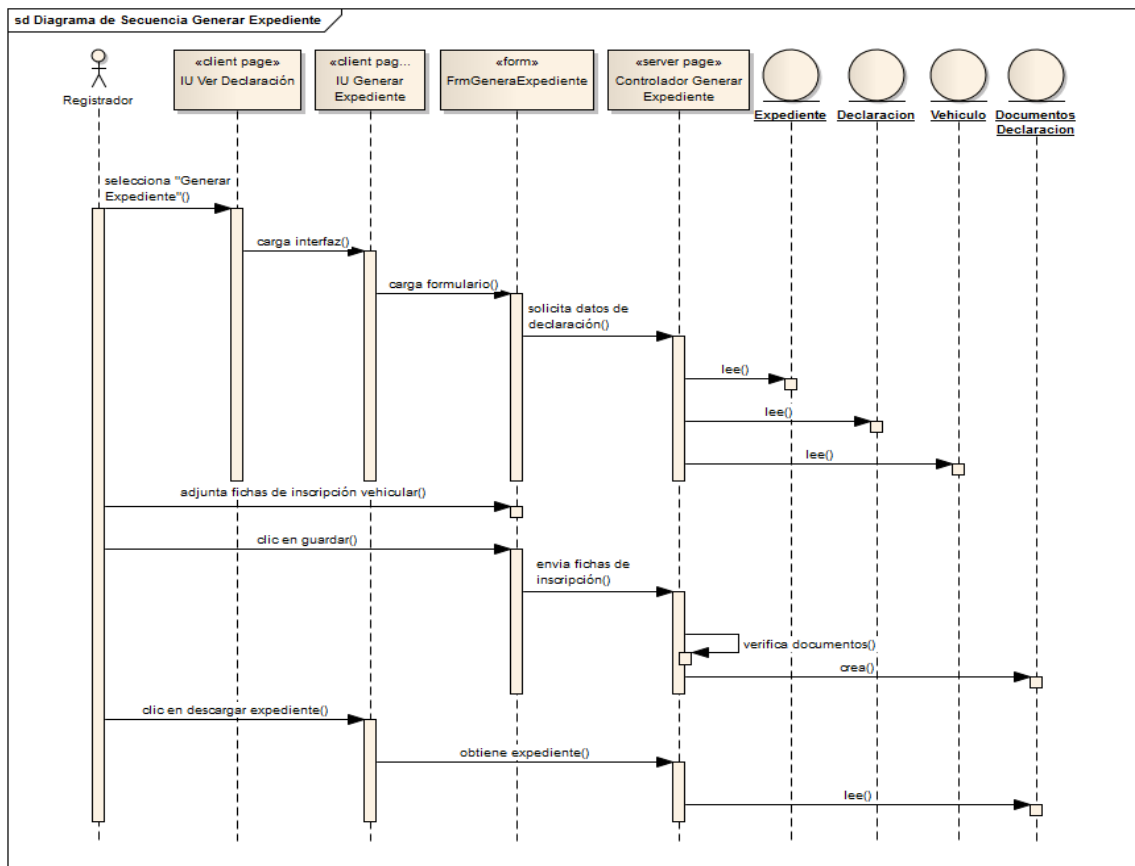 sd Diagrama de Secuencia Generar Expediente
Registrador
«client page»
IU Ver Declaración
«client pag...
IU Generar
Expediente
«form»
FrmGeneraExpediente
«server page»
Controlador Generar
Expediente
Expediente
Declaracion
Vehiculo
Documentos
Declaracion
selecciona "Generar
Expediente"()
carga interfaz()
carga formulario()
solicita datos de
declaración()
lee()
lee()
lee()
adjunta fichas de inscripción vehicular()
clic en guardar()
envia fichas de
inscripción()
verifica documentos()
crea()
clic en descargar expediente()
obtiene expediente()
lee()